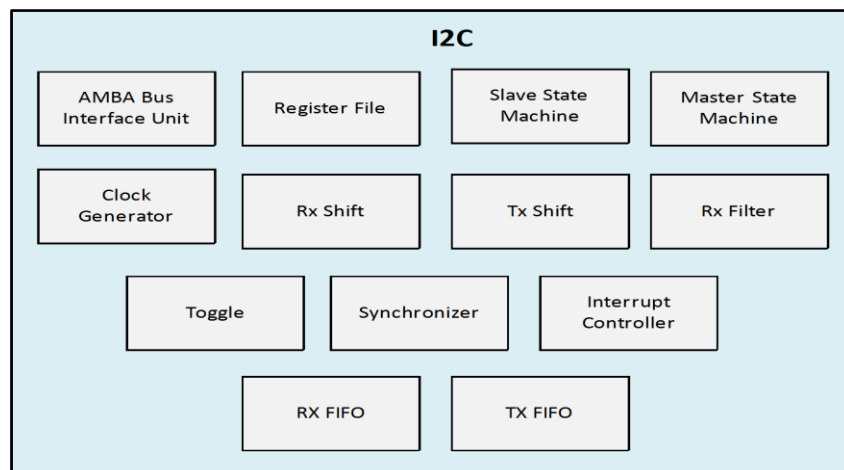 I2C
AMBA Bus
Interface Unit
Register File
Slave State
Machine
Master State
Machine
Clock
Generator
Rx Shift
Tx Shift
Rx Filter
Toggle
Synchronizer
Interrupt
Controller
RX FIFO
TX FIFO